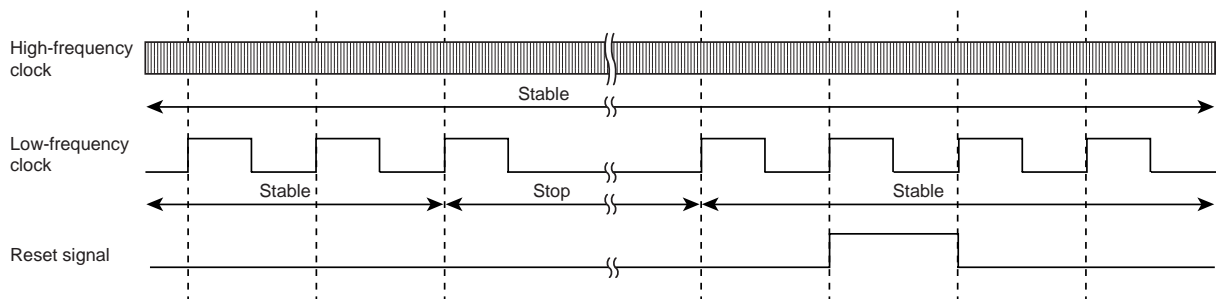 High-frequency
clock
Stable
Low-frequency
clock
Stable
Stop
Stable
Reset signal